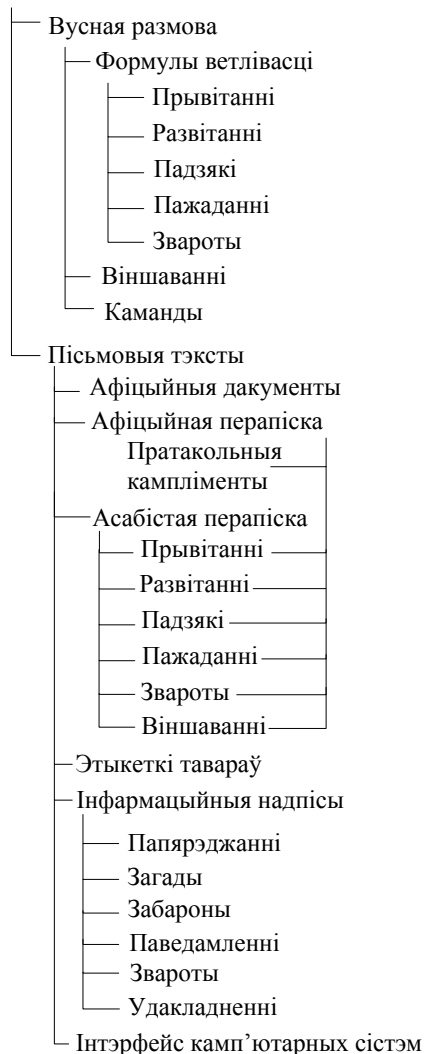 Вусная размова
Формулы ветлівасці
Прывітанні
Развітанні
Падзякі
Пажаданні
Звароты
Віншаванні
Каманды
Пісьмовыя тэксты
Афіцыйныя дакументы
Афіцыйная перапіска
Пратакольныя
кампліменты
Асабістая перапіска
Прывітанні
Развітанні
Падзякі
Пажаданні
Звароты
Віншаванні
Этыкеткі тавараў
Інфармацыйныя надпісы
Папярэджанні
Загады
Забароны
Паведамленні
Звароты
Удакладненні
Інтэрфейс камп’ютарных сістэм